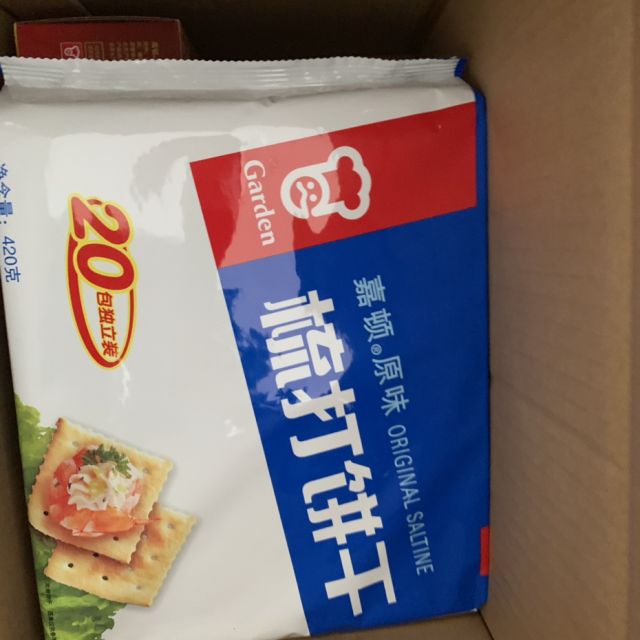 Garden
嘉顿®原味 ORIGINAL SALTINE
梳打饼干
20
包独立装
净含量：420克